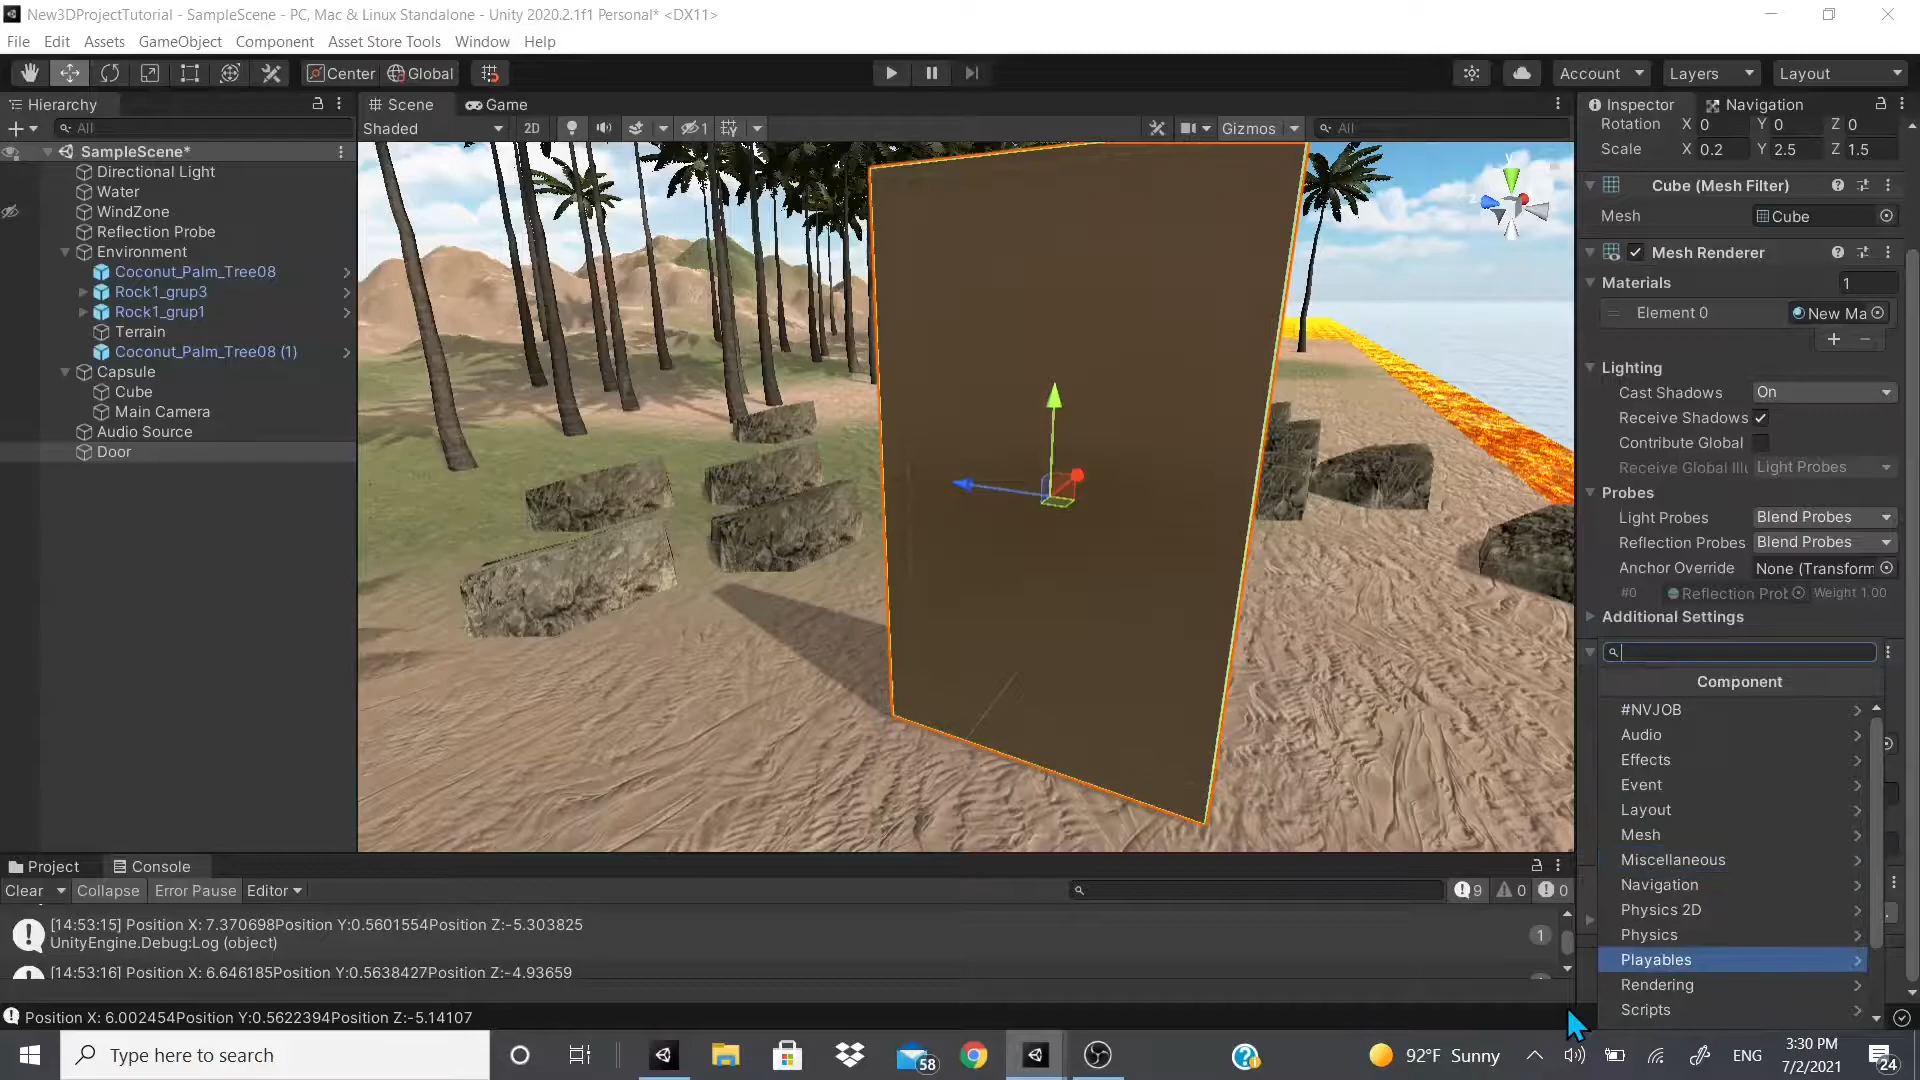 New3DProjectTutorial - SampleScene - PC, Mac & Linux Standalone - Unity 2020.2.1f1 Personal* <DX11>
File Edit Assets GameObject Component Asset Store Tools Window Help
Center Global Account Layers Layout
Hierarchy Scene Game Inspector Navigation
All Shaded 2D 1 Gizmos All
Rotation X 0 Y 0 Z 0
Scale X 0.2 Y 2.5 Z 1.5
SampleScene*
Directional Light
Water
WindZone
Reflection Probe
Environment
Coconut_Palm_Tree08
Rock1_grup3
Rock1_grup1
Terrain
Coconut_Palm_Tree08 (1)
Capsule
Cube
Main Camera
Audio Source
Door
y
Cube (Mesh Filter)
Mesh Cube
Mesh Renderer
Materials 1
Element 0 New Ma
Lighting
Cast Shadows On
Receive Shadows
Contribute Global
Receive Global Illu Light Probes
Probes
Light Probes Blend Probes
Reflection Probes Blend Probes
Anchor Override None (Transform
#0 Reflection Prob Weight 1.00
Additional Settings
Component
#NVJOB
Audio
Effects
Event
Layout
Mesh
Miscellaneous
Navigation
Physics 2D
Physics
Playables
Rendering
Scripts
Project Console
Clear Collapse Error Pause Editor 9 0 0
[14:53:15] Position X: 7.370698Position Y:0.5601554Position Z:-5.303825
UnityEngine.Debug:Log (object) 1
[14:53:16] Position X: 6.646185Position Y:0.5638427Position Z:-4.93659
Position X: 6.002454Position Y:0.5622394Position Z:-5.14107
Type here to search 58 92°F Sunny ENG 3:30 PM
7/2/2021 24